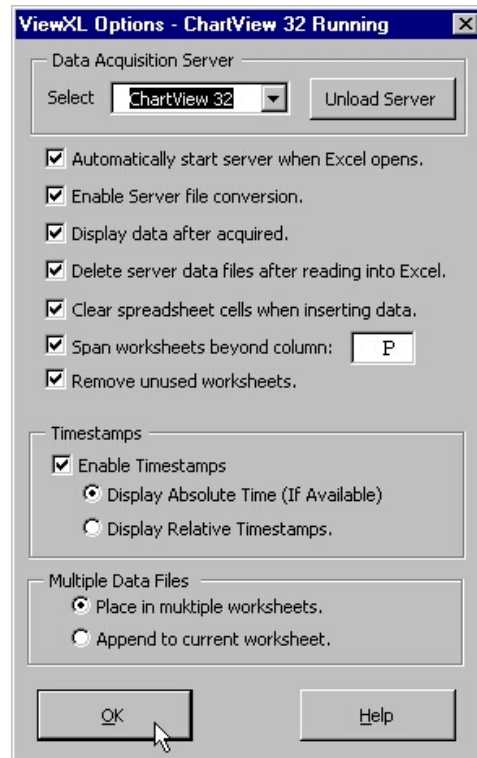 ViewXL Options - ChartView 32 Running
Data Acquisition Server
Select ChartView 32 Unload Server
Automatically start server when Excel opens.
Enable Server file conversion.
Display data after acquired.
Delete server data files after reading into Excel.
Clear spreadsheet cells when inserting data.
Span worksheets beyond column: P
Remove unused worksheets.
Timestamps
Enable Timestamps
Display Absolute Time (If Available)
Display Relative Timestamps.
Multiple Data Files
Place in muktiple worksheets.
Append to current worksheet.
OK Help